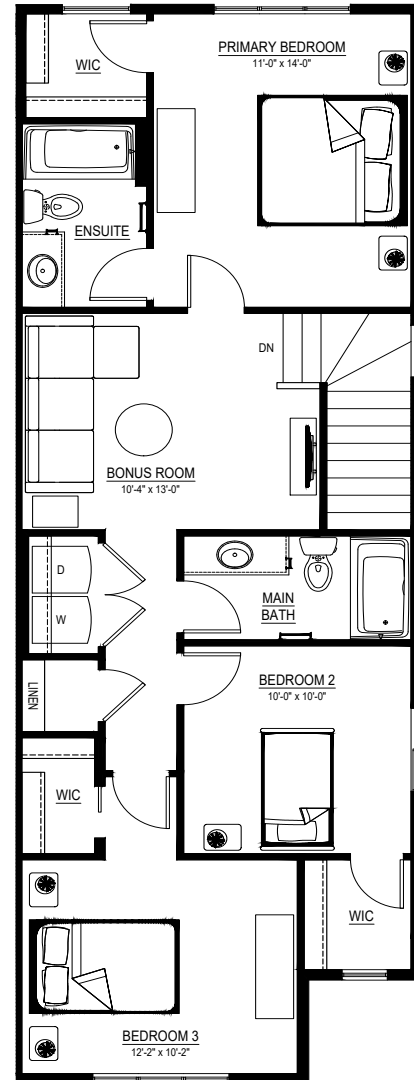 PRIMARY BEDROOM
11'-0" x 14'-0"
WIC
ENSUITE
DN
BONUS ROOM
10'-4" x 13'-0"
D
W
MAIN
BATH
LINEN
BEDROOM 2
10'-0" x 10'-0"
WIC
WIC
BEDROOM 3
12'-2" x 10'-2"